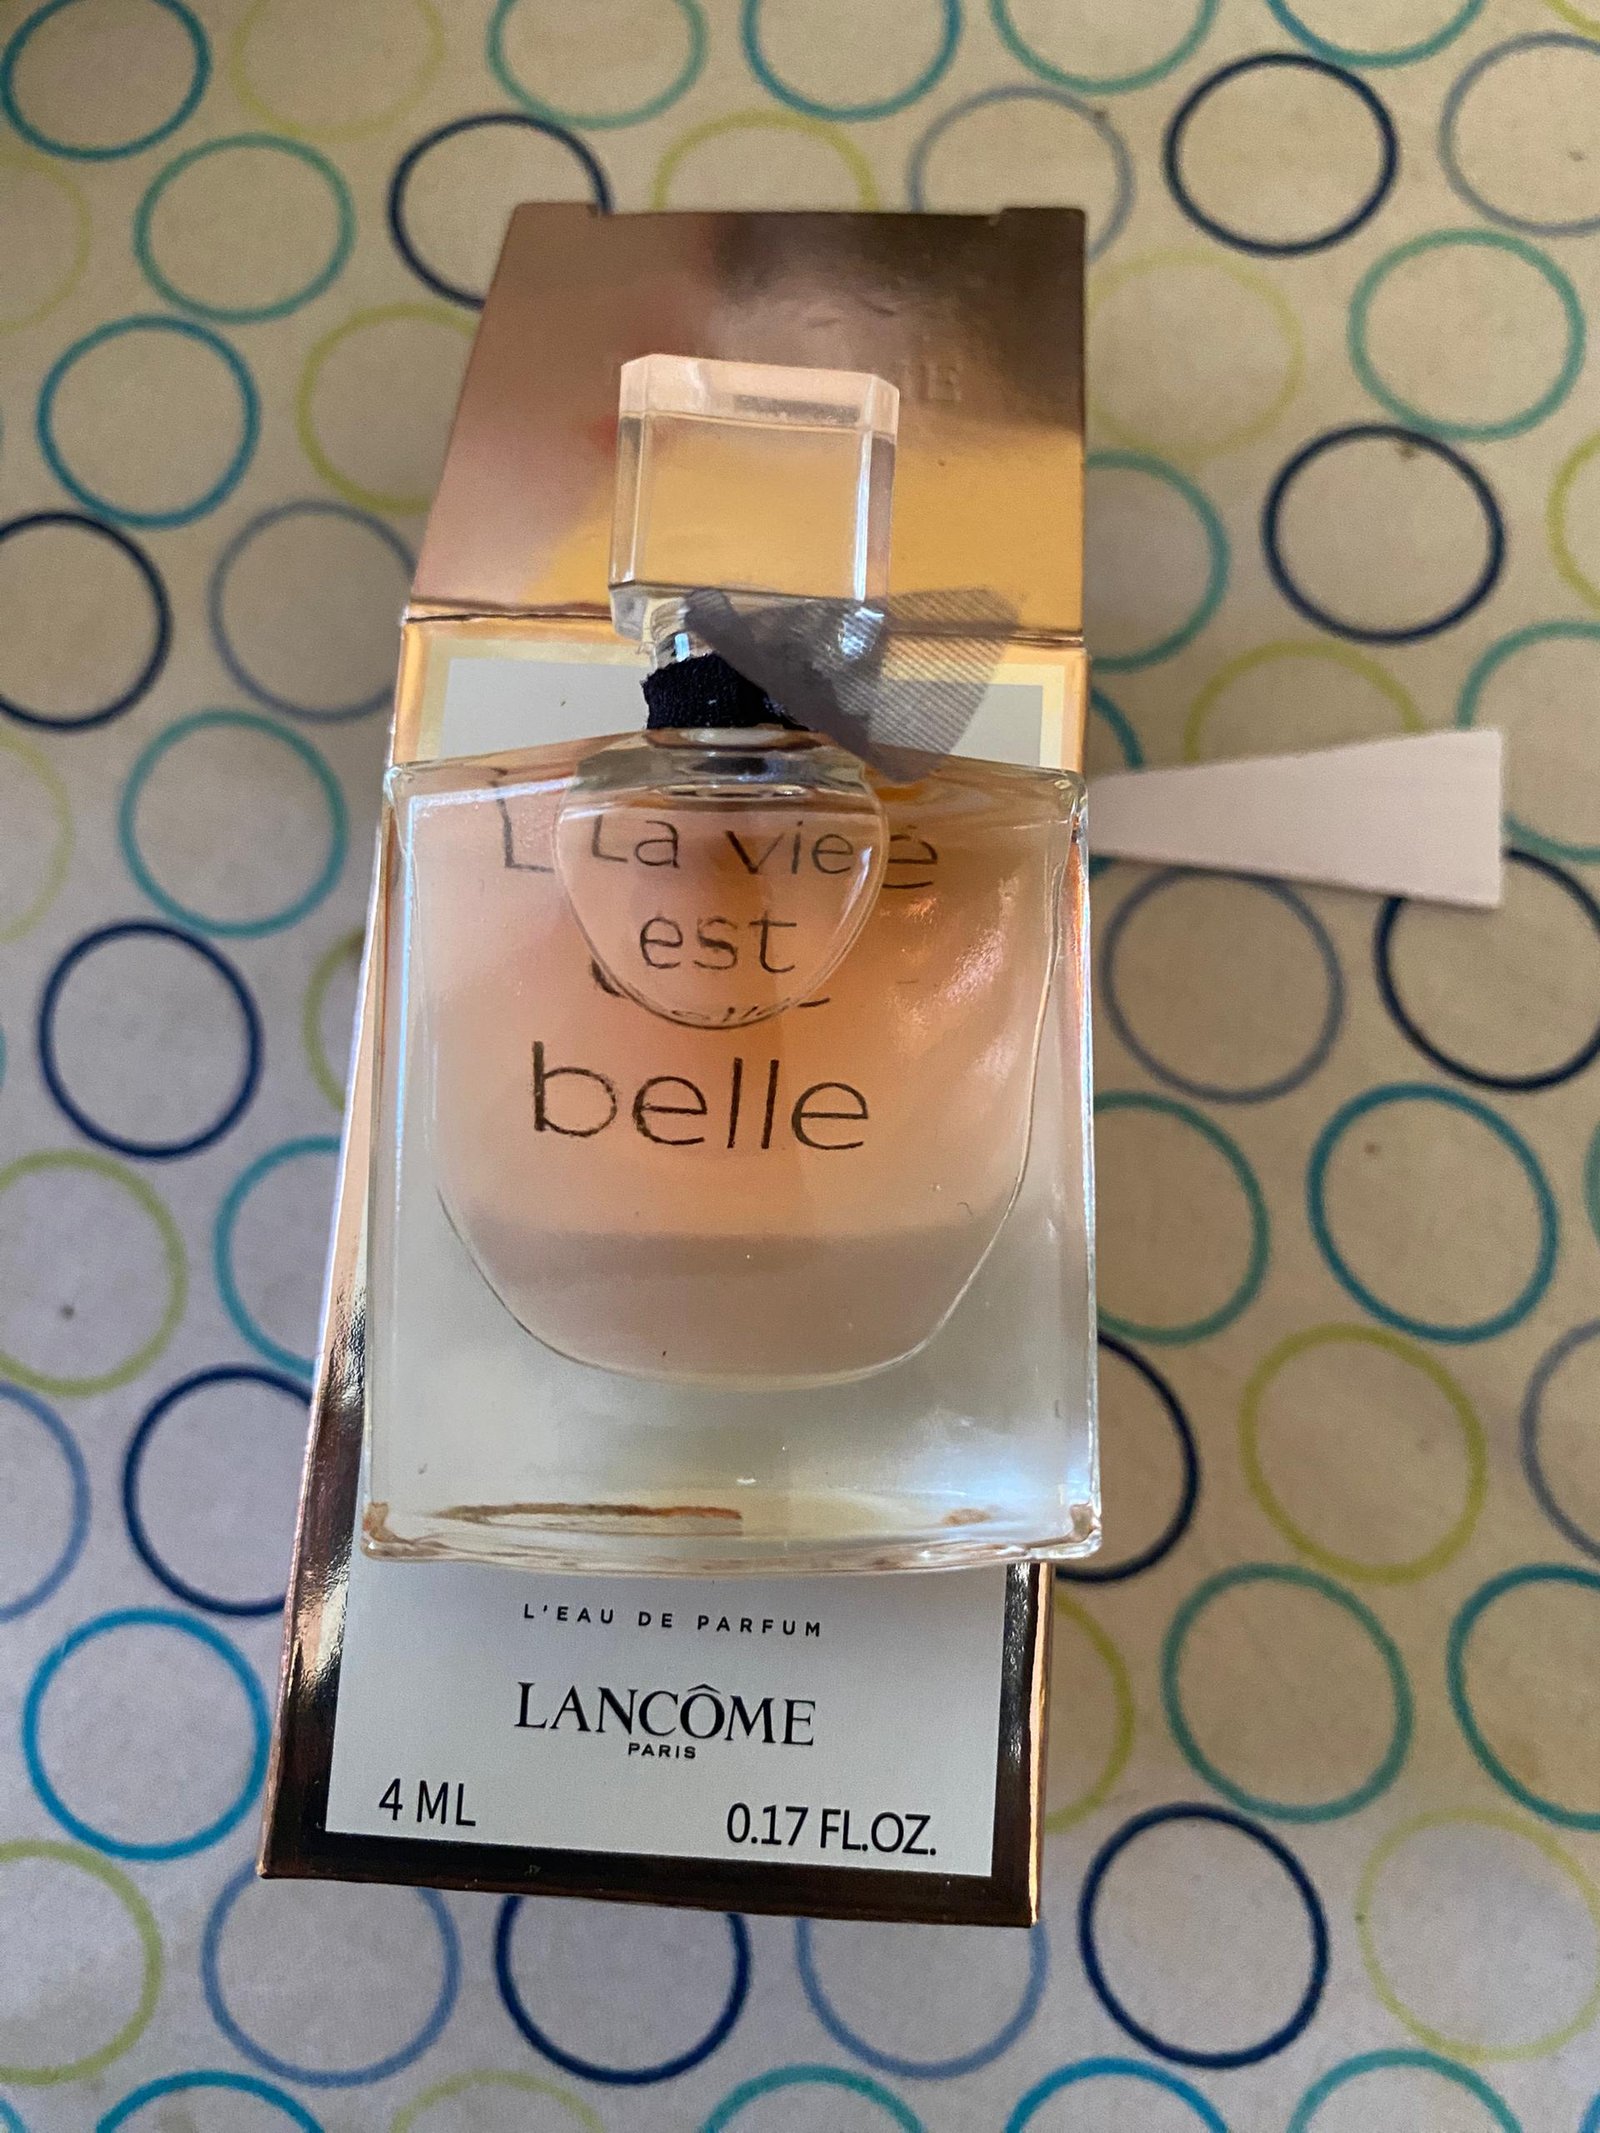 La vie
est
belle
L'EAU DE PARFUM
LANCÔME
PARIS
4 ML 0.17 FL.OZ.